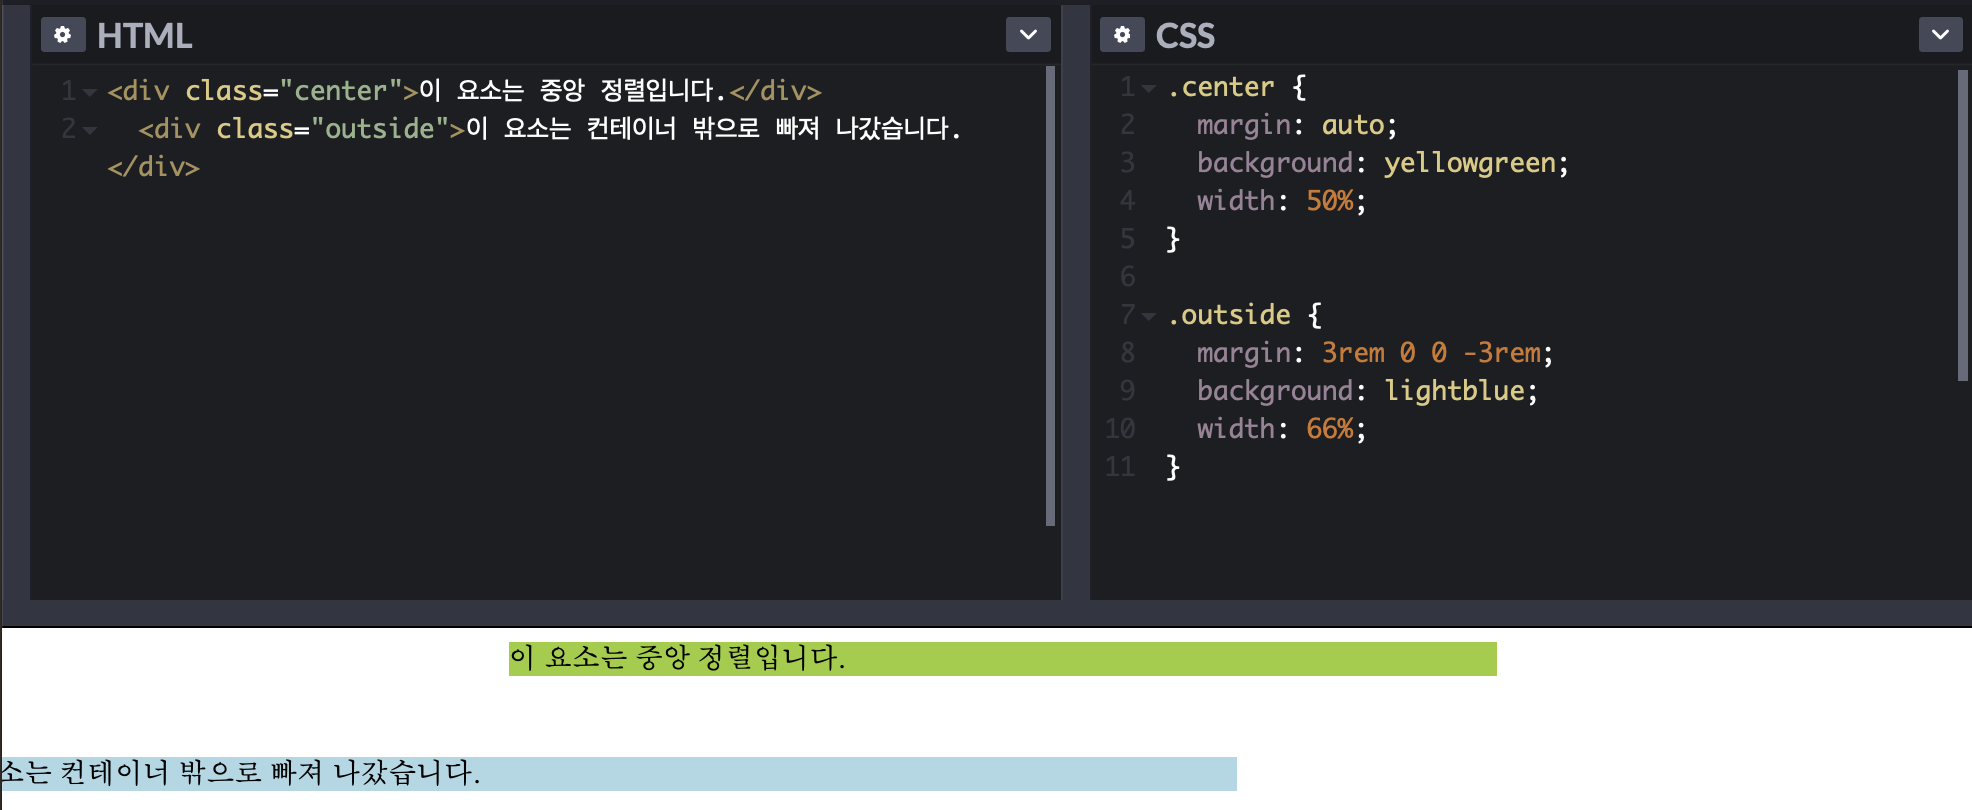 HTML
1 <div class="center">이 요소는 중앙 정렬입니다.</div>
2 <div class="outside">이 요소는 컨테이너 밖으로 빠져 나갔습니다.
</div>
CSS
1 .center {
2 margin: auto;
3 background: yellowgreen;
4 width: 50%;
5 }
6
7 .outside {
8 margin: 3rem 0 0 -3rem;
9 background: lightblue;
10 width: 66%;
11 }
이 요소는 중앙 정렬입니다.
소는 컨테이너 밖으로 빠져 나갔습니다.